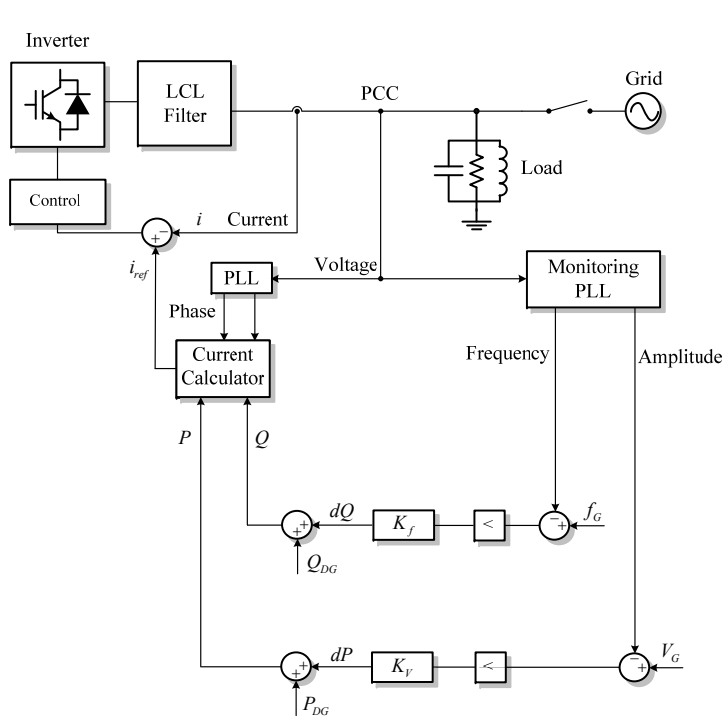 Inverter
LCL
Filter
PCC
Grid
Load
Control
i Current
+ −
i_ref
Voltage
PLL
Monitoring
PLL
Phase
Current
Calculator
Frequency
Amplitude
P
Q
dQ
K_f
<
−
+
f_G
+
+
Q_DG
dP
K_V
<
−
+
V_G
+
+
P_DG